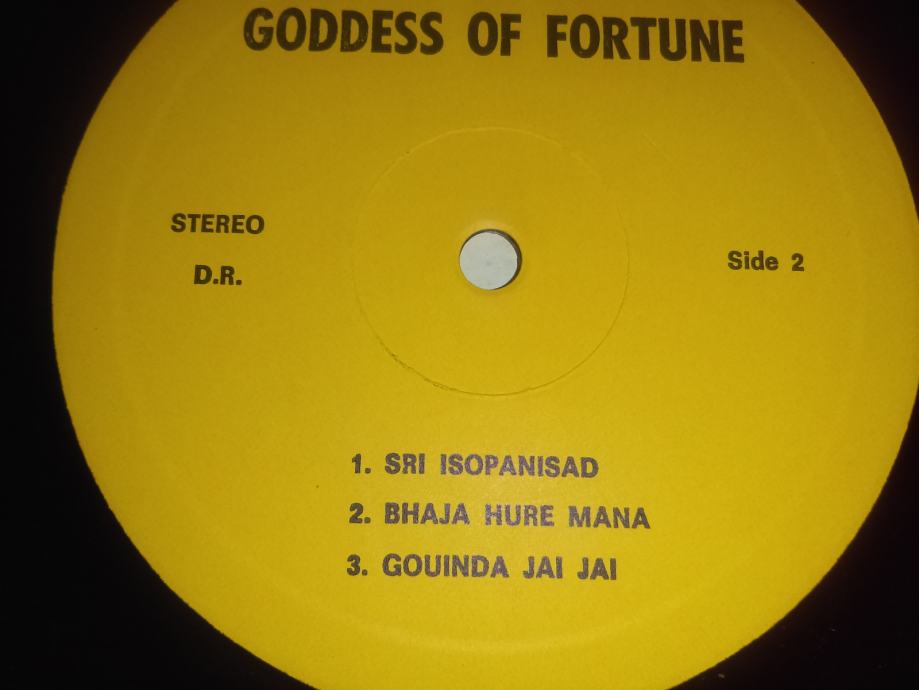 GODDESS OF FORTUNE
STEREO
D.R.
Side 2
1. SRI ISOPANISAD
2. BHAJA HURE MANA
3. GOUINDA JAI JAI